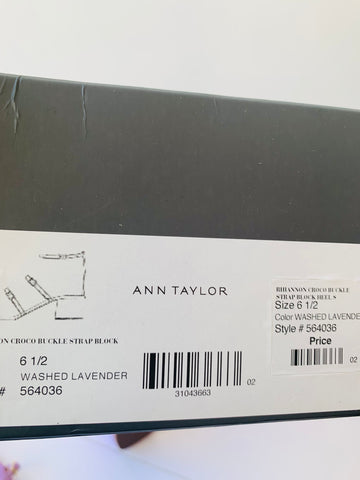 ANN TAYLOR
ON CROCO BUCKLE STRAP BLOCK
6 1/2
WASHED LAVENDER
# 564036
02
31043663
RHIANNON CROCO BUCKLE
STRAP BLOCK HEEL S
Size 6 1/2
Color WASHED LAVENDE
Style # 564036
Price
02